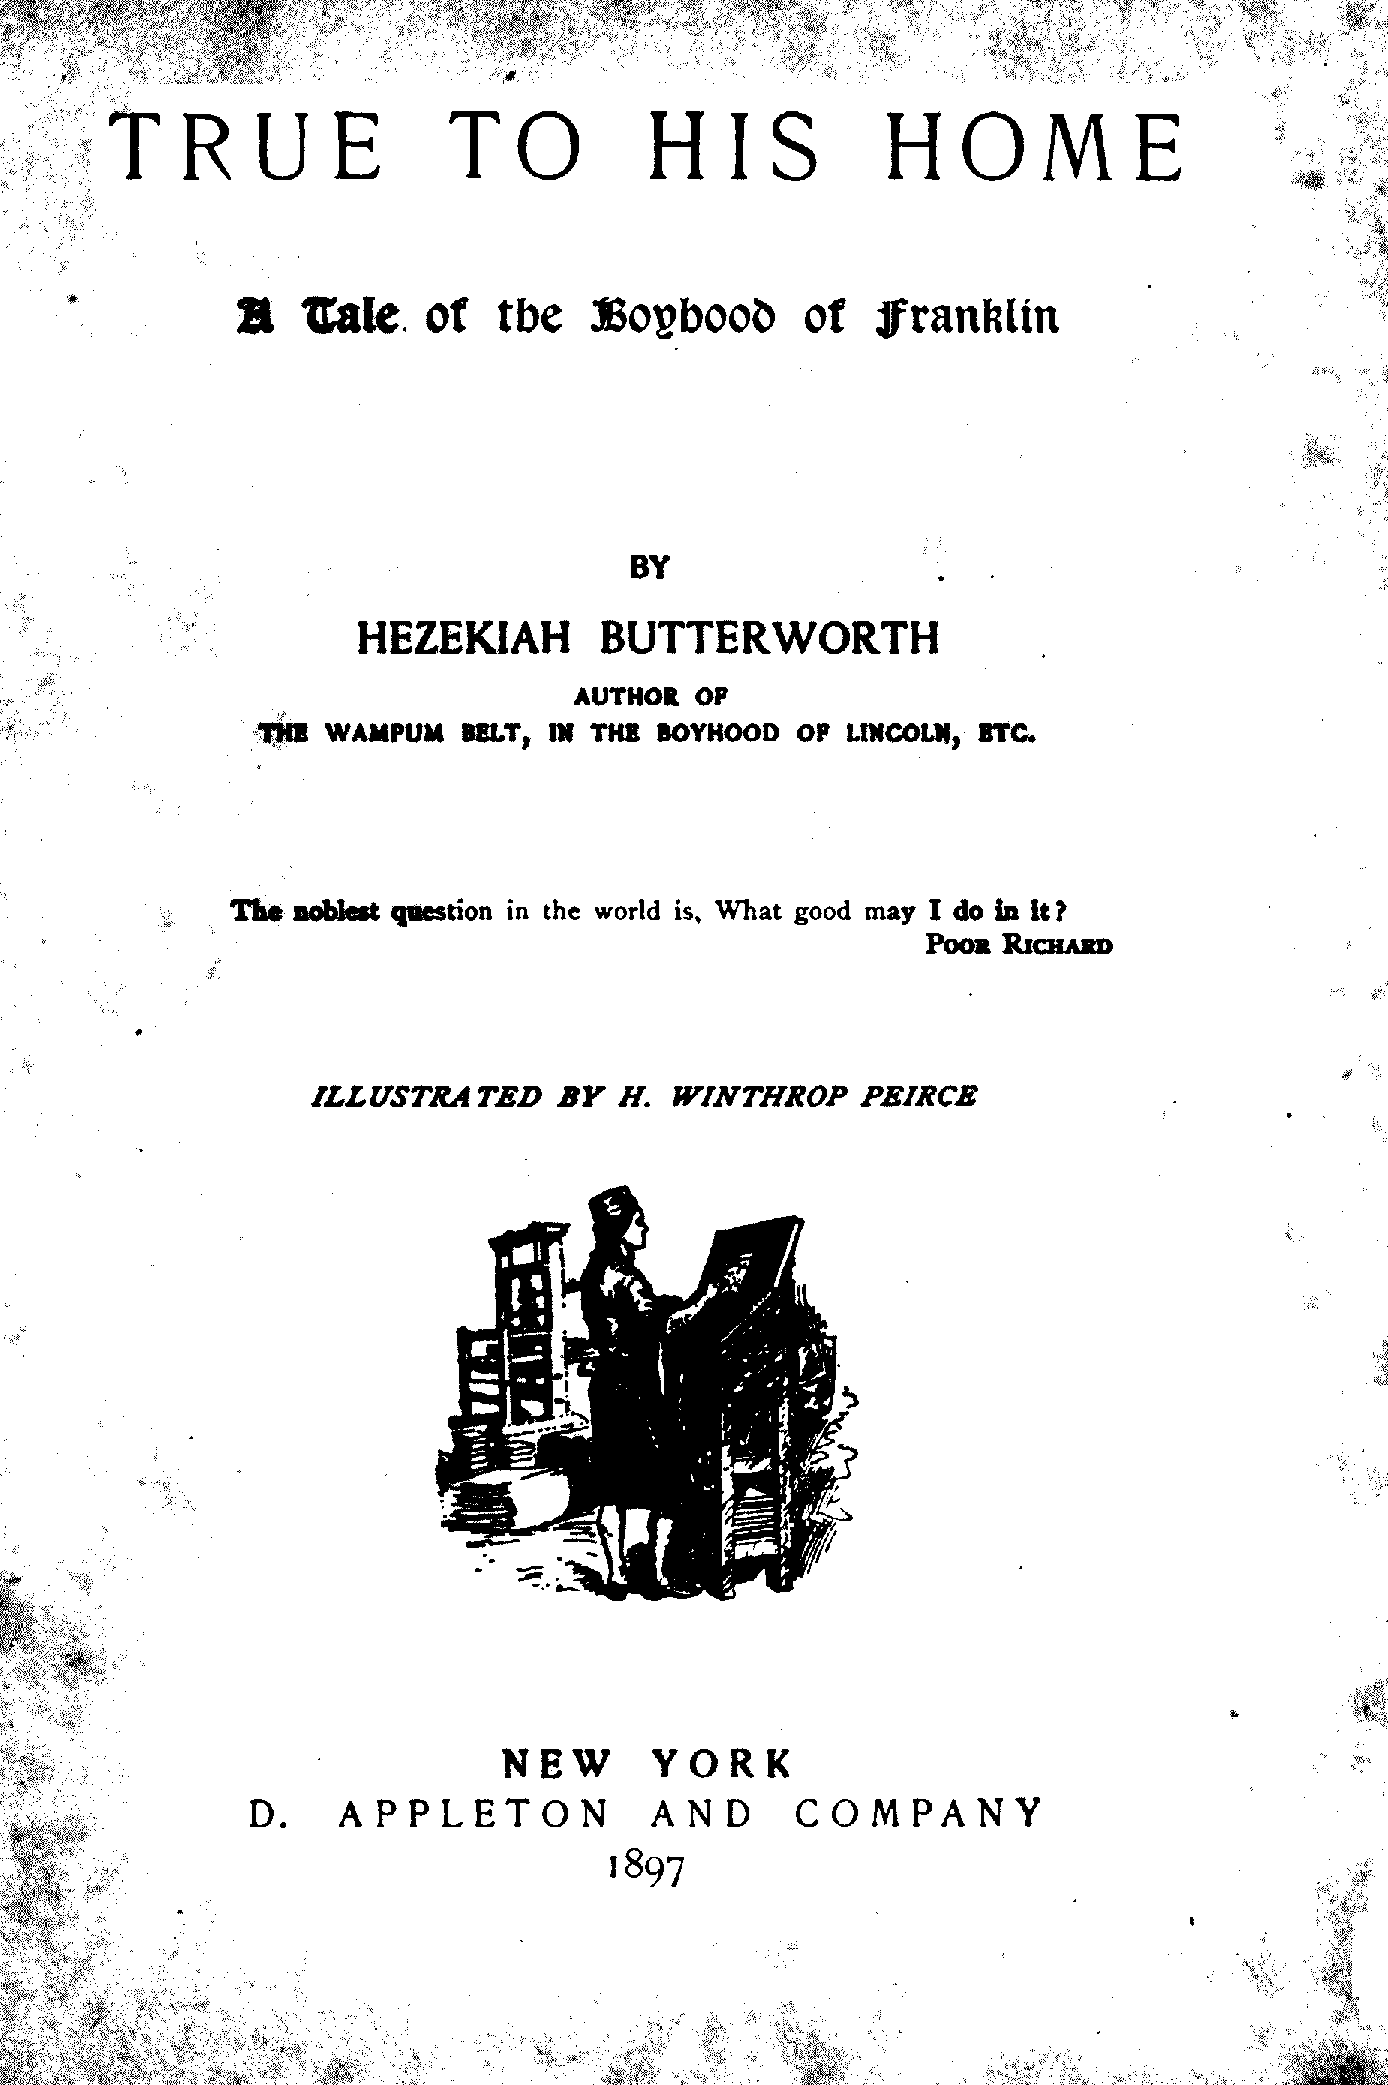 TRUE TO HIS HOME
A Tale of the Boyhood of Franklin
BY
HEZEKIAH BUTTERWORTH
AUTHOR OF
THE WAMPUM BELT, IN THE BOYHOOD OF LINCOLN, ETC.
The noblest question in the world is, What good may I do in it?
POOR RICHARD
ILLUSTRATED BY H. WINTHROP PEIRCE
NEW YORK
D. APPLETON AND COMPANY
1897